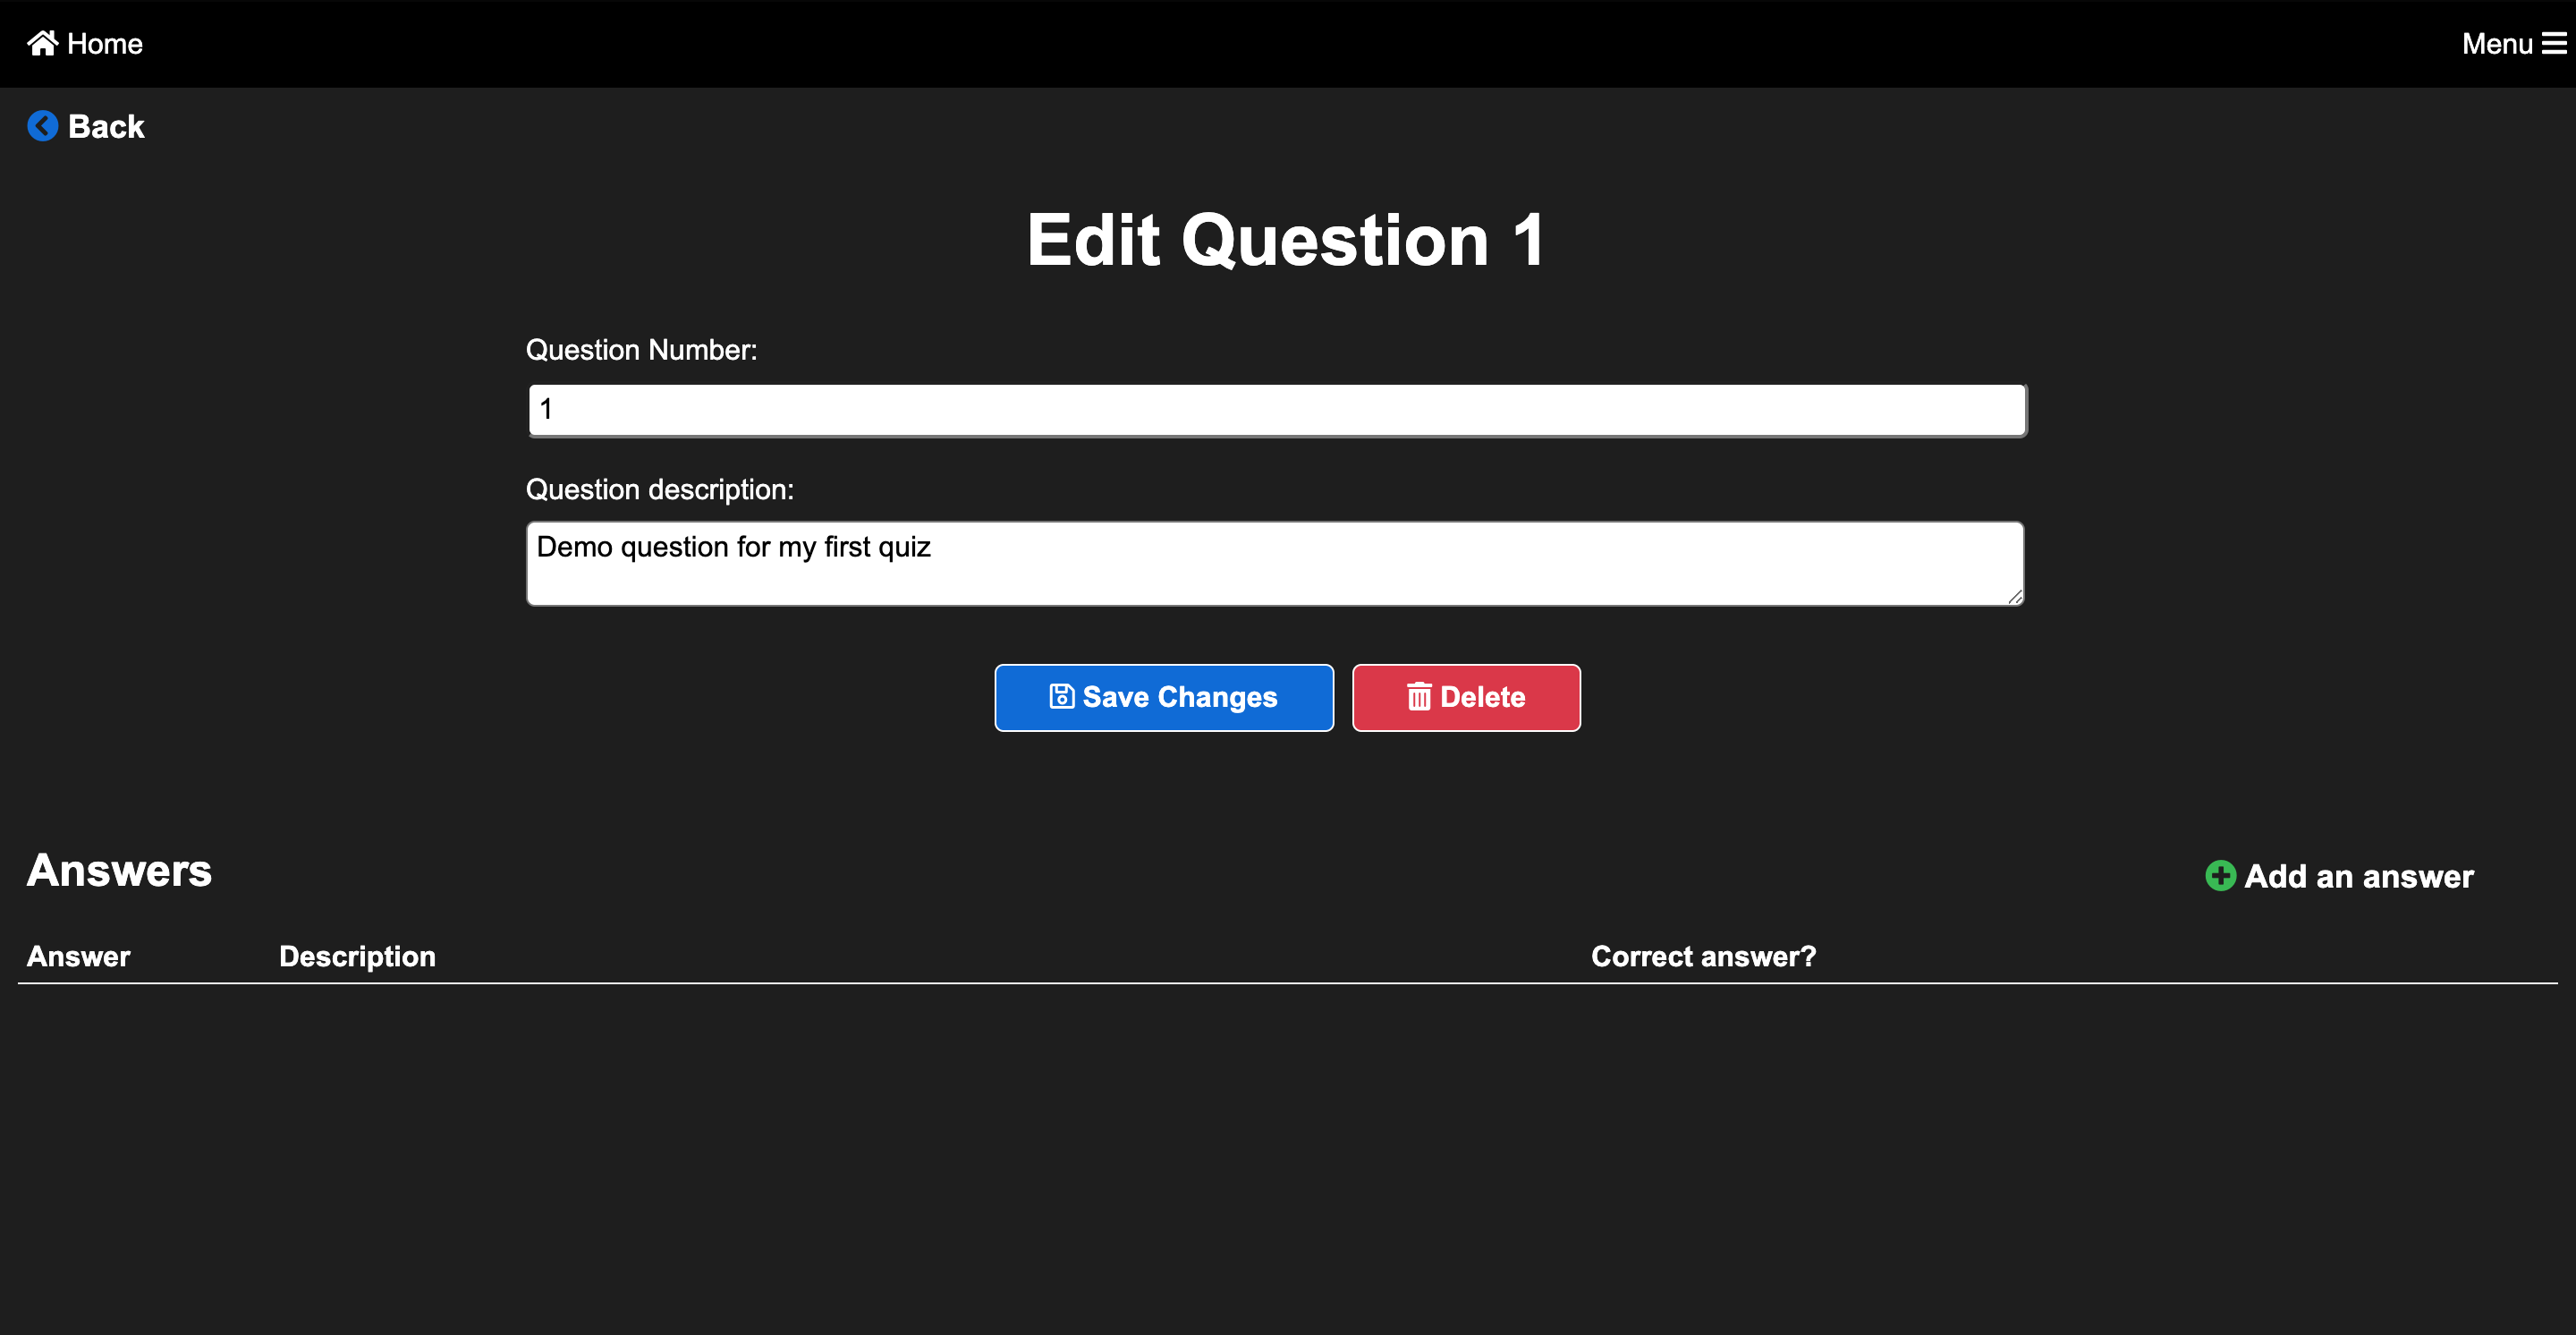 Home
Menu
Back
Edit Question 1
Question Number:
1
Question description:
Demo question for my first quiz
Save Changes
Delete
Answers
Add an answer
Answer Description Correct answer?